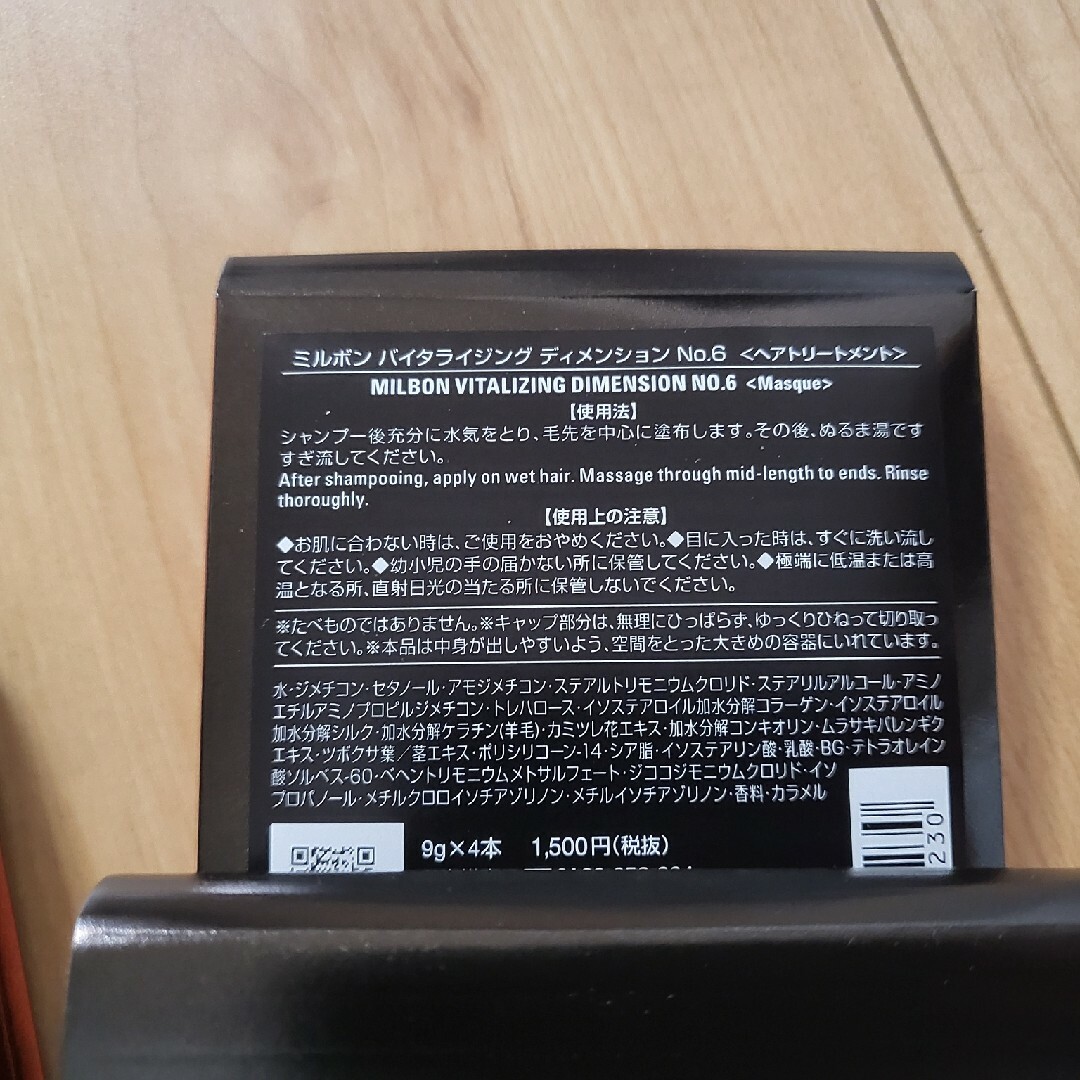 ミルボン バイタライジング ディメンション No.6 <ヘアトリートメント>
MILBON VITALIZING DIMENSION NO.6 <Masque>
【使用法】
シャンプー後充分に水気をとり、毛先を中心に塗布します。その後、ぬるま湯です
すぎ流してください。
After shampooing, apply on wet hair. Massage through mid-length to ends. Rinse
thoroughly.
【使用上の注意】
◆お肌に合わない時は、ご使用をおやめください。◆目に入った時は、すぐに洗い流し
てください。◆幼小児の手の届かない所に保管してください。◆極端に低温または高
温となる所、直射日光の当たる所に保管しないでください。
※たべものではありません。※キャップ部分は、無理にひっぱらず、ゆっくりひねって切り取っ
てください。※本品は中身が出しやすいよう、空間をとった大きめの容器にいれています。
水・ジメチコン・セタノール・アモジメチコン・ステアルトリモニウムクロリド・ステアリルアルコール・アミノ
エチルアミノプロピルジメチコン・トレハロース・イソステアロイル加水分解コラーゲン・イソステアロイル
加水分解シルク・加水分解ケラチン(羊毛)・カミツレ花エキス・加水分解コンキオリン・ムラサキバレンギク
エキス・ツボクサ葉/茎エキス・ポリシリコーン-14・シア脂・イソステアリン酸・乳酸・BG・テトラオレイン
酸ソルベス-60・ベヘントリモニウムメトサルフェート・ジココジモニウムクロリド・イソ
プロパノール・メチルクロロイソチアゾリノン・メチルイソチアゾリノン・香料・カラメル
9g×4本 1,500円(税抜)
230